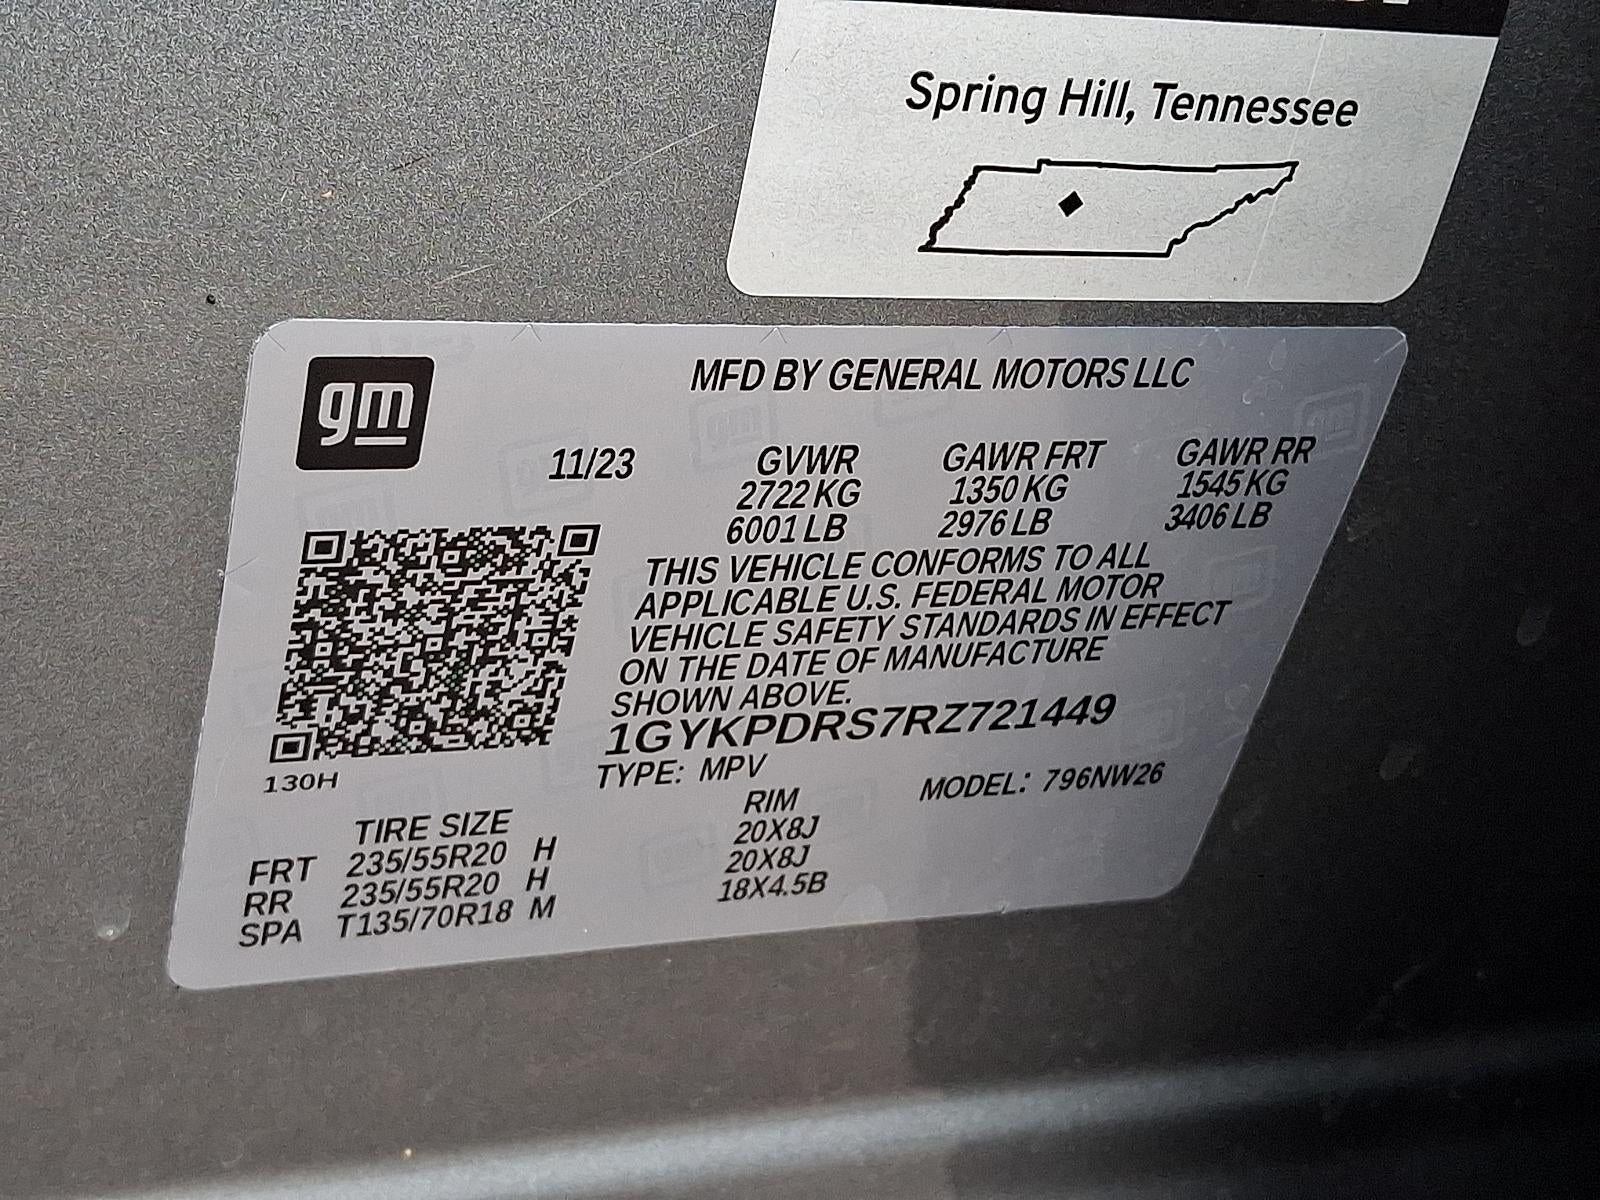 Spring Hill, Tennessee
gm
MFD BY GENERAL MOTORS LLC
11/23 GVWR GAWR FRT GAWR RR
2722 KG 1350 KG 1545 KG
6001 LB 2976 LB 3406 LB
THIS VEHICLE CONFORMS TO ALL
APPLICABLE U.S. FEDERAL MOTOR
VEHICLE SAFETY STANDARDS IN EFFECT
ON THE DATE OF MANUFACTURE
SHOWN ABOVE.
1GYKPDRS7RZ721449
130H TYPE: MPV MODEL: 796NW26
TIRE SIZE RIM
FRT 235/55R20 H 20X8J
RR 235/55R20 H 20X8J
SPA T135/70R18 M 18X4.5B